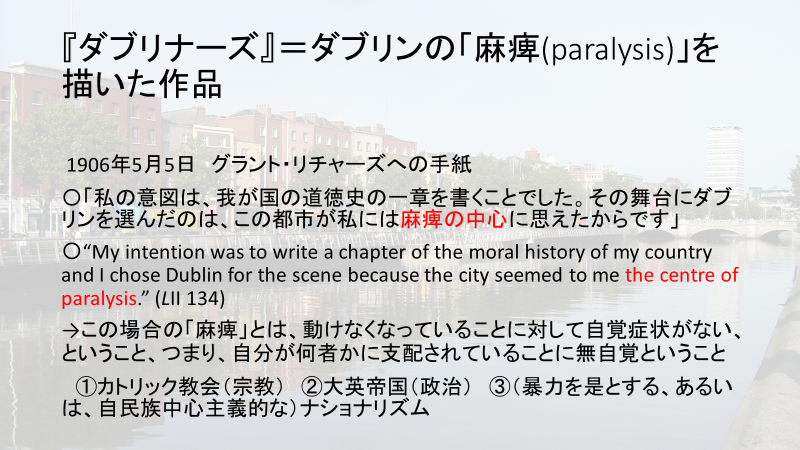 『ダブリナーズ』＝ダブリンの「麻痺(paralysis)」を
描いた作品
1906年5月5日　グラント・リチャーズへの手紙
〇「私の意図は、我が国の道徳史の一章を書くことでした。その舞台にダブ
リンを選んだのは、この都市が私には麻痺の中心に思えたからです」
〇“My intention was to write a chapter of the moral history of my country
and I chose Dublin for the scene because the city seemed to me the centre of
paralysis.” (LII 134)
→この場合の「麻痺」とは、動けなくなっていることに対して自覚症状がない、
ということ、つまり、自分が何者かに支配されていることに無自覚ということ
①カトリック教会（宗教）　②大英帝国（政治）　③（暴力を是とする、あるい
は、自民族中心主義的な）ナショナリズム